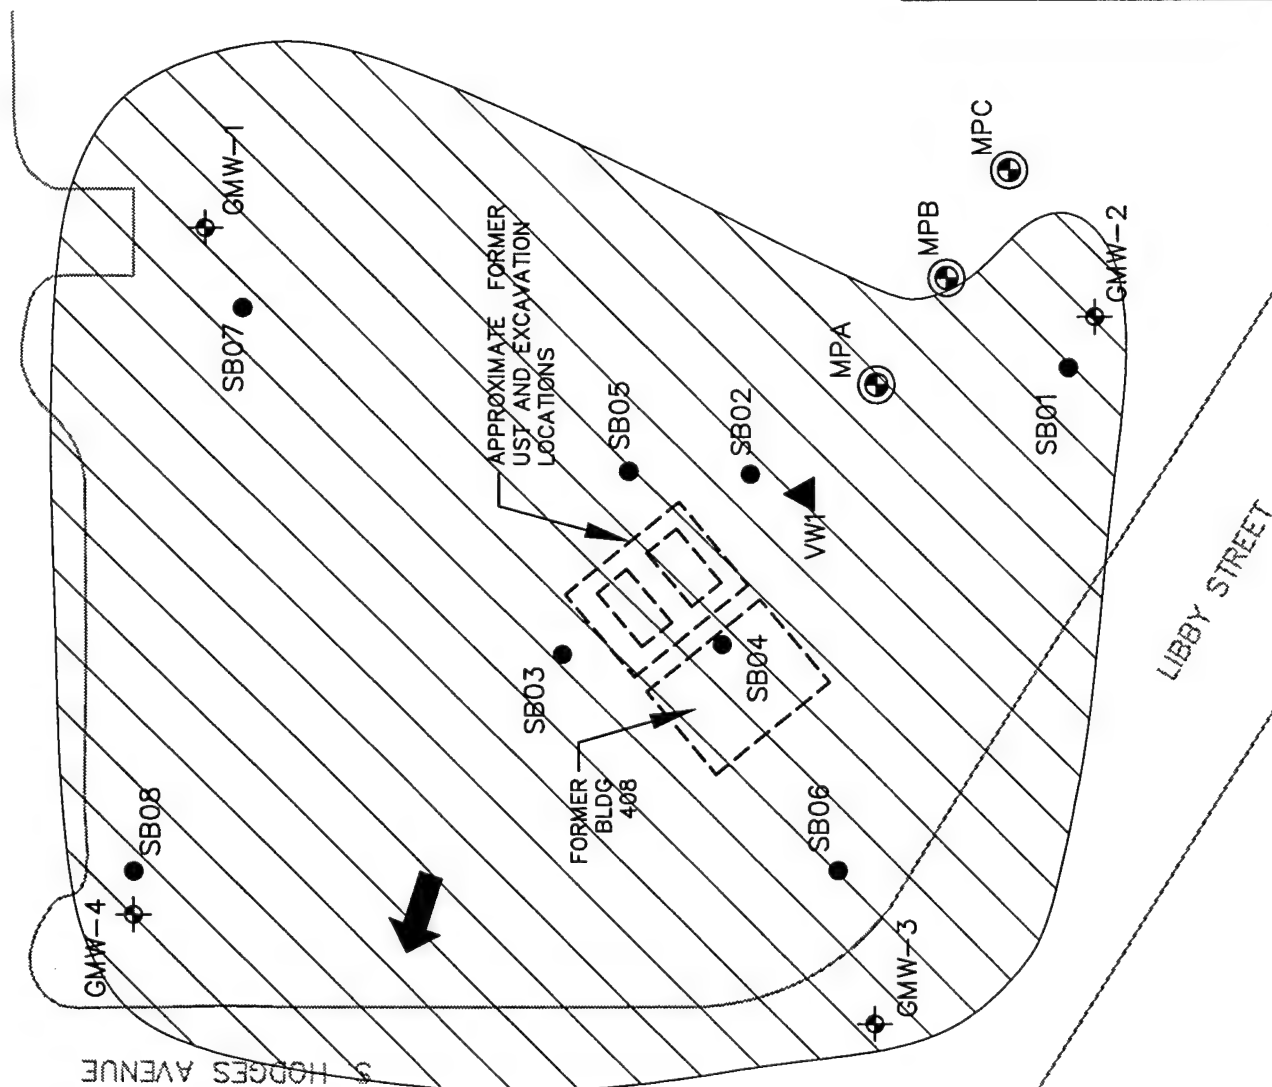 GMW-1
MPC
MPB
GMW-2
SB07
APPROXIMATE FORMER
UST AND EXCAVATION
LOCATIONS
MPA
SB05
SB02
SB01
VW1
LIBBY STREET
SB03
SB04
FORMER
BLDG
408
SB08
SB06
GMW-4
GMW-3
S HODGES AVENUE